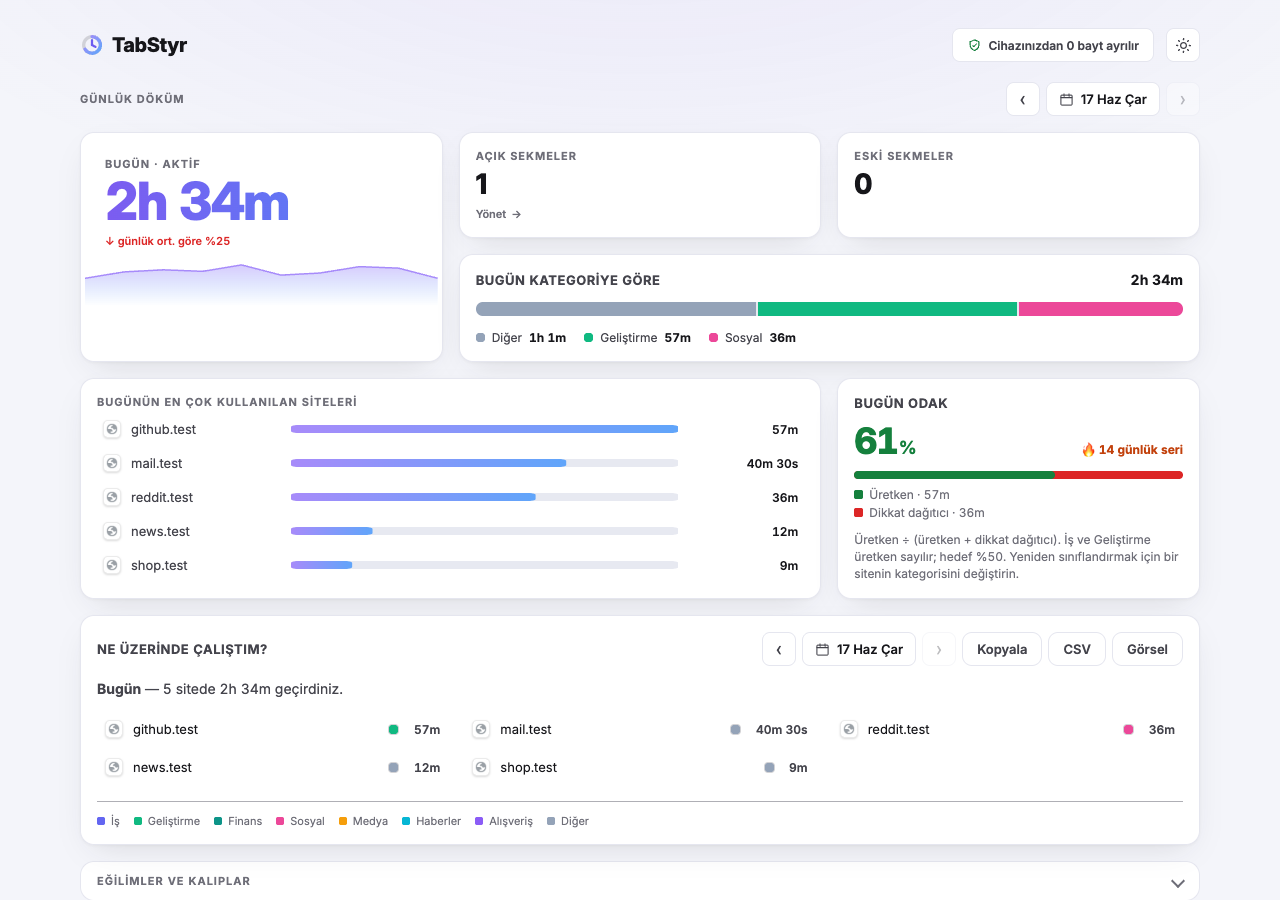 TabStyr
Cihazınızdan 0 bayt ayrılır
GÜNLÜK DÖKÜM
‹ 17 Haz Çar ›
BUGÜN · AKTİF
2h 34m
↓ günlük ort. göre %25
AÇIK SEKMELER
1
Yönet →
ESKİ SEKMELER
0
BUGÜN KATEGORİYE GÖRE 2h 34m
Diğer 1h 1m Geliştirme 57m Sosyal 36m
BUGÜNÜN EN ÇOK KULLANILAN SİTELERİ
github.test 57m
mail.test 40m 30s
reddit.test 36m
news.test 12m
shop.test 9m
BUGÜN ODAK
61%
🔥 14 günlük seri
Üretken · 57m
Dikkat dağıtıcı · 36m
Üretken ÷ (üretken + dikkat dağıtıcı). İş ve Geliştirme
üretken sayılır; hedef %50. Yeniden sınıflandırmak için bir
sitenin kategorisini değiştirin.
NE ÜZERİNDE ÇALIŞTIM?
‹ 17 Haz Çar › Kopyala CSV Görsel
Bugün — 5 sitede 2h 34m geçirdiniz.
github.test 57m mail.test 40m 30s reddit.test 36m
news.test 12m shop.test 9m
İş Geliştirme Finans Sosyal Medya Haberler Alışveriş Diğer
EĞİLİMLER VE KALIPLAR